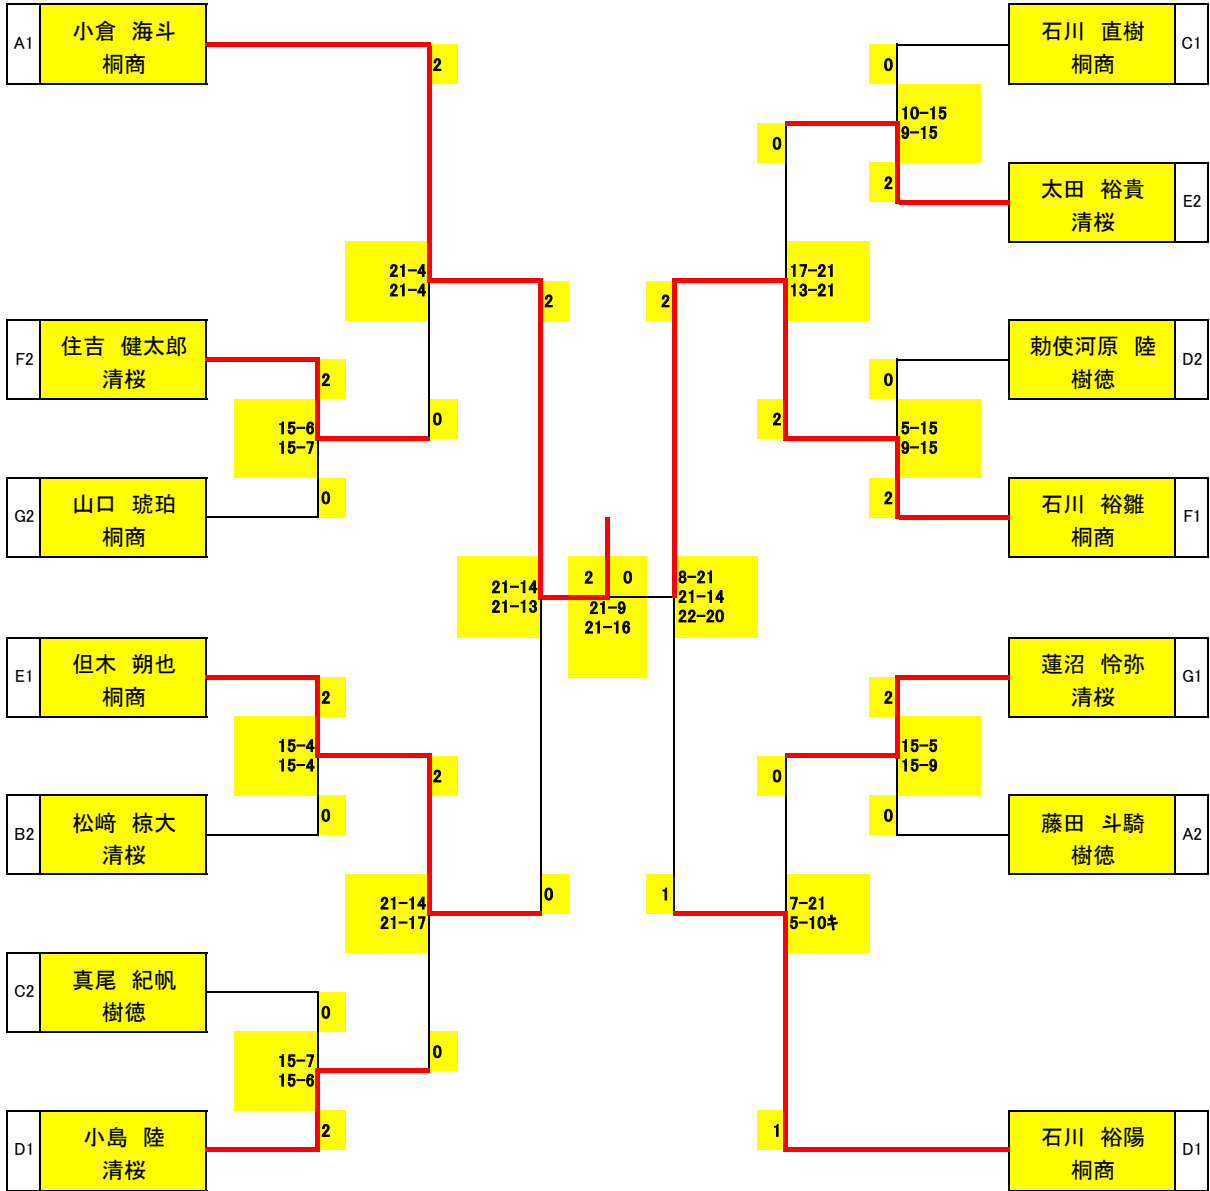 A1
小倉　海斗
桐商
2
21-4
21-4
F2
住吉　健太郎
清桜
2
15-6
15-7
0
G2
山口　琥珀
桐商
0
2
21-14
21-13
E1
但木　朔也
桐商
2
15-4
15-4
B2
松﨑　椋大
清桜
0
2
21-14
21-17
0
C2
真尾　紀帆
樹徳
0
15-7
15-6
0
D1
小島　陸
清桜
2
2　0
21-9
21-16
石川　直樹
桐商
C1
0
10-15
9-15
0
太田　裕貴
清桜
E2
2
17-21
13-21
2
勅使河原　陸
樹徳
D2
0
5-15
9-15
2
石川　裕雛
桐商
F1
2
8-21
21-14
22-20
蓮沼　怜弥
清桜
G1
2
15-5
15-9
0
藤田　斗騎
樹徳
A2
0
1
7-21
5-10キ
1
石川　裕陽
桐商
D1